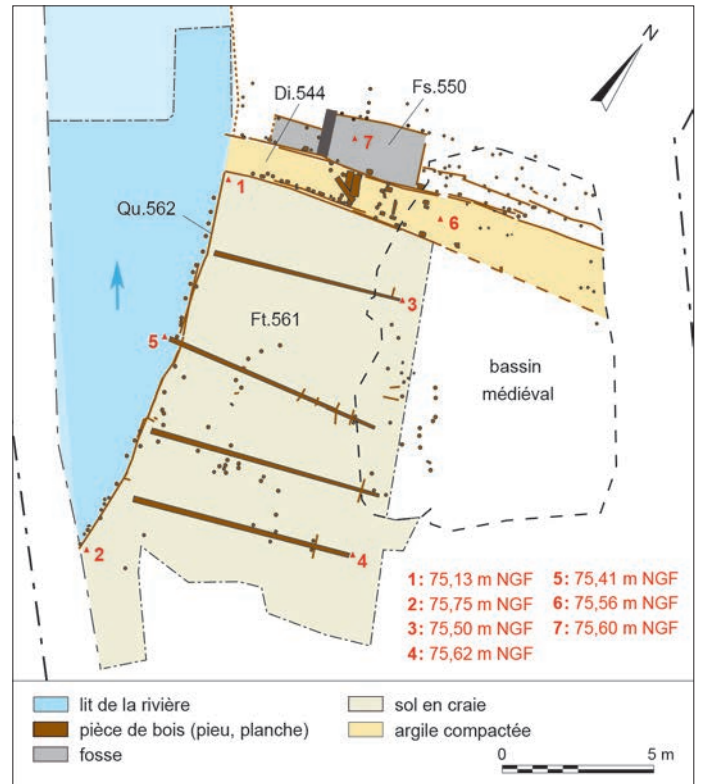 N
Di.544
Fs.550
7
1
6
Qu.562
3
Ft.561
5
bassin
médiéval
2
4
1: 75,13 m NGF 5: 75,41 m NGF
2: 75,75 m NGF 6: 75,56 m NGF
3: 75,50 m NGF 7: 75,60 m NGF
4: 75,62 m NGF
lit de la rivière
sol en craie
pièce de bois (pieu, planche)
argile compactée
fosse
0 5 m